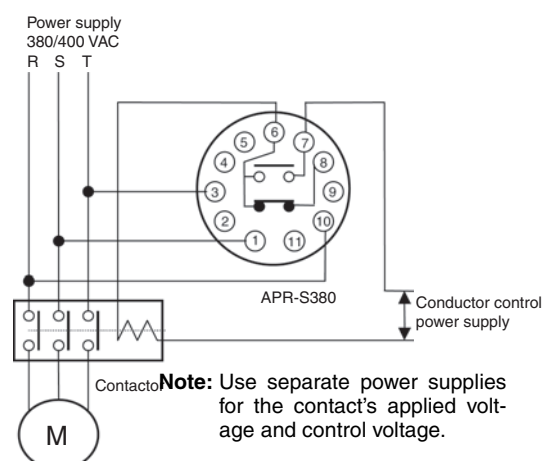 Power supply
380/400 VAC
R S T
6
5 7
4 8
3 9
2 10
1 11
APR-S380
Conductor control
power supply
Contactor
Note: Use separate power supplies
for the contact's applied volt-
age and control voltage.
M